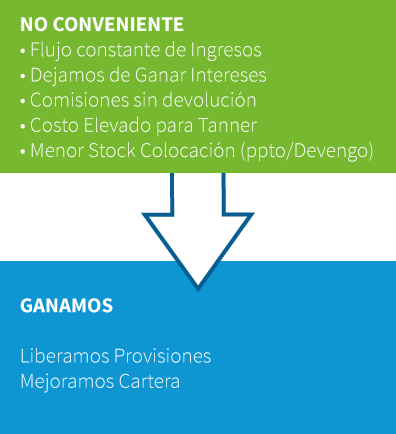 NO CONVENIENTE
• Flujo constante de Ingresos
• Dejamos de Ganar Intereses
• Comisiones sin devolución
• Costo Elevado para Tanner
• Menor Stock Colocación (ppto/Devengo)
GANAMOS
Liberamos Provisiones
Mejoramos Cartera